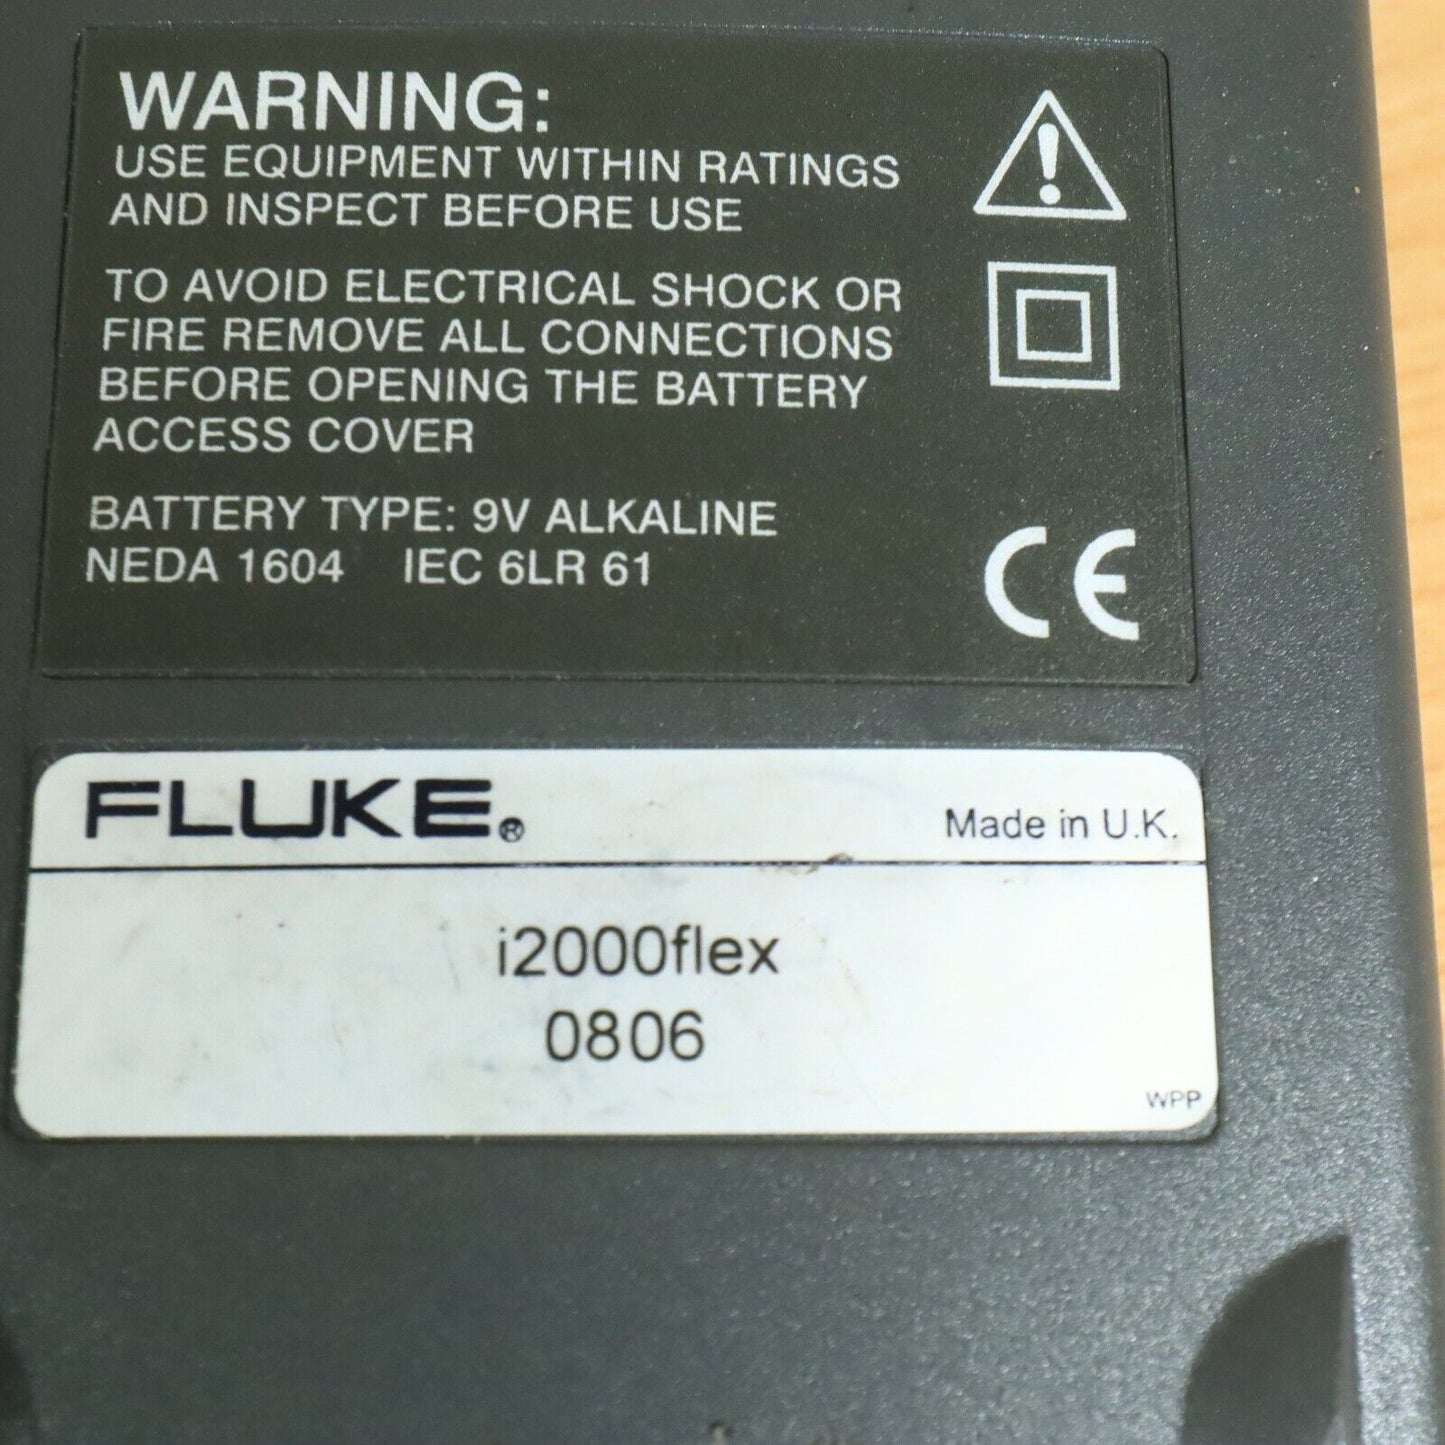 WARNING:
USE EQUIPMENT WITHIN RATINGS
AND INSPECT BEFORE USE
TO AVOID ELECTRICAL SHOCK OR
FIRE REMOVE ALL CONNECTIONS
BEFORE OPENING THE BATTERY
ACCESS COVER
BATTERY TYPE: 9V ALKALINE
NEDA 1604 IEC 6LR 61
CE
FLUKE®
Made in U.K.
i2000flex
0806
WPP